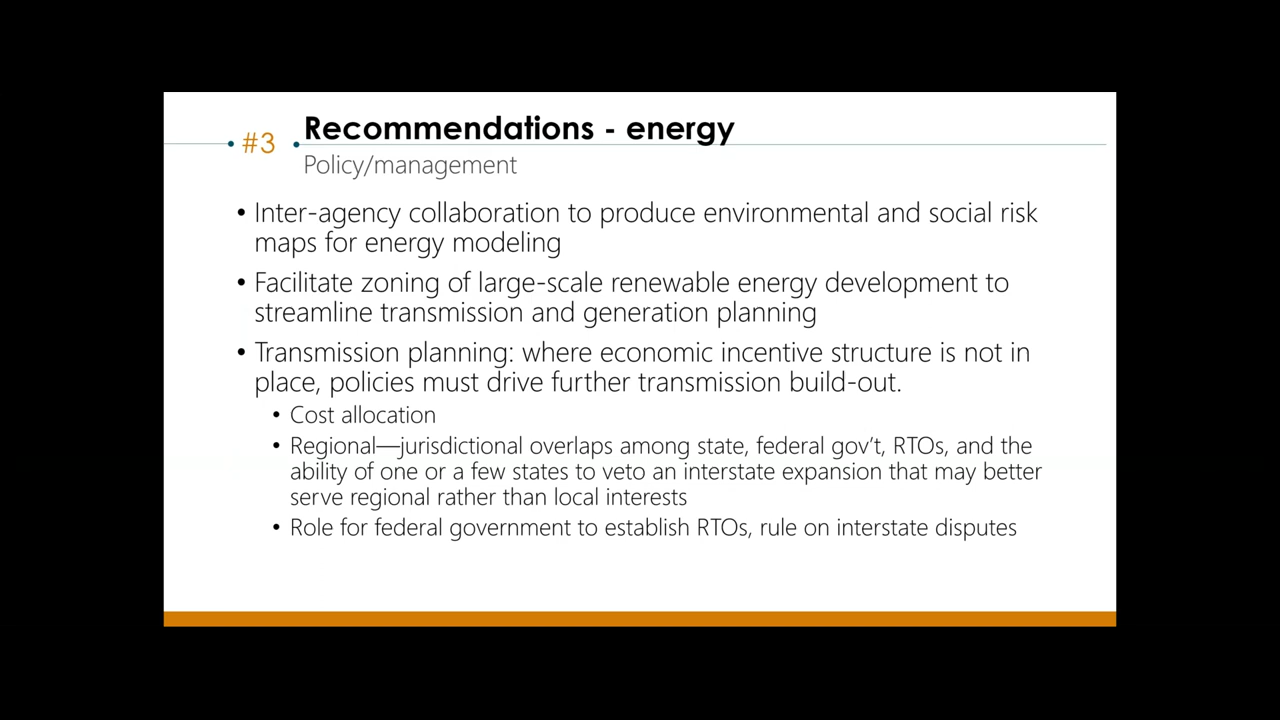 #3
Recommendations - energy
Policy/management
• Inter-agency collaboration to produce environmental and social risk
maps for energy modeling
• Facilitate zoning of large-scale renewable energy development to
streamline transmission and generation planning
• Transmission planning: where economic incentive structure is not in
place, policies must drive further transmission build-out.
• Cost allocation
• Regional—jurisdictional overlaps among state, federal gov’t, RTOs, and the
ability of one or a few states to veto an interstate expansion that may better
serve regional rather than local interests
• Role for federal government to establish RTOs, rule on interstate disputes